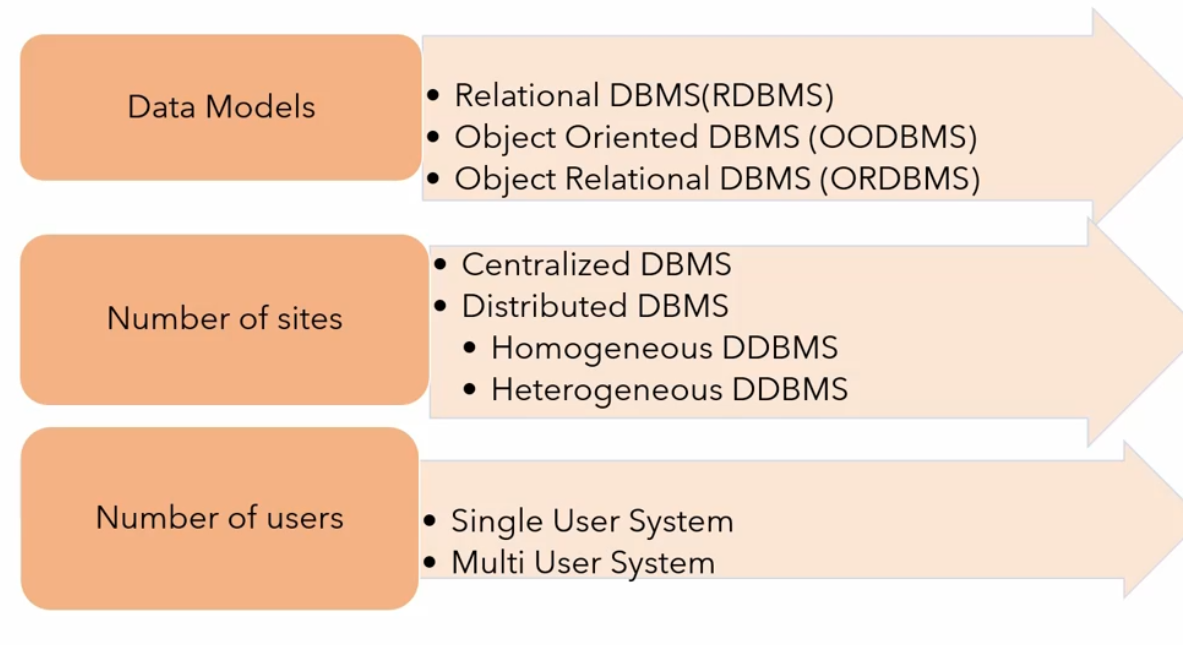 Data Models
• Relational DBMS(RDBMS)
• Object Oriented DBMS (OODBMS)
• Object Relational DBMS (ORDBMS)
Number of sites
• Centralized DBMS
• Distributed DBMS
• Homogeneous DDBMS
• Heterogeneous DDBMS
Number of users
• Single User System
• Multi User System